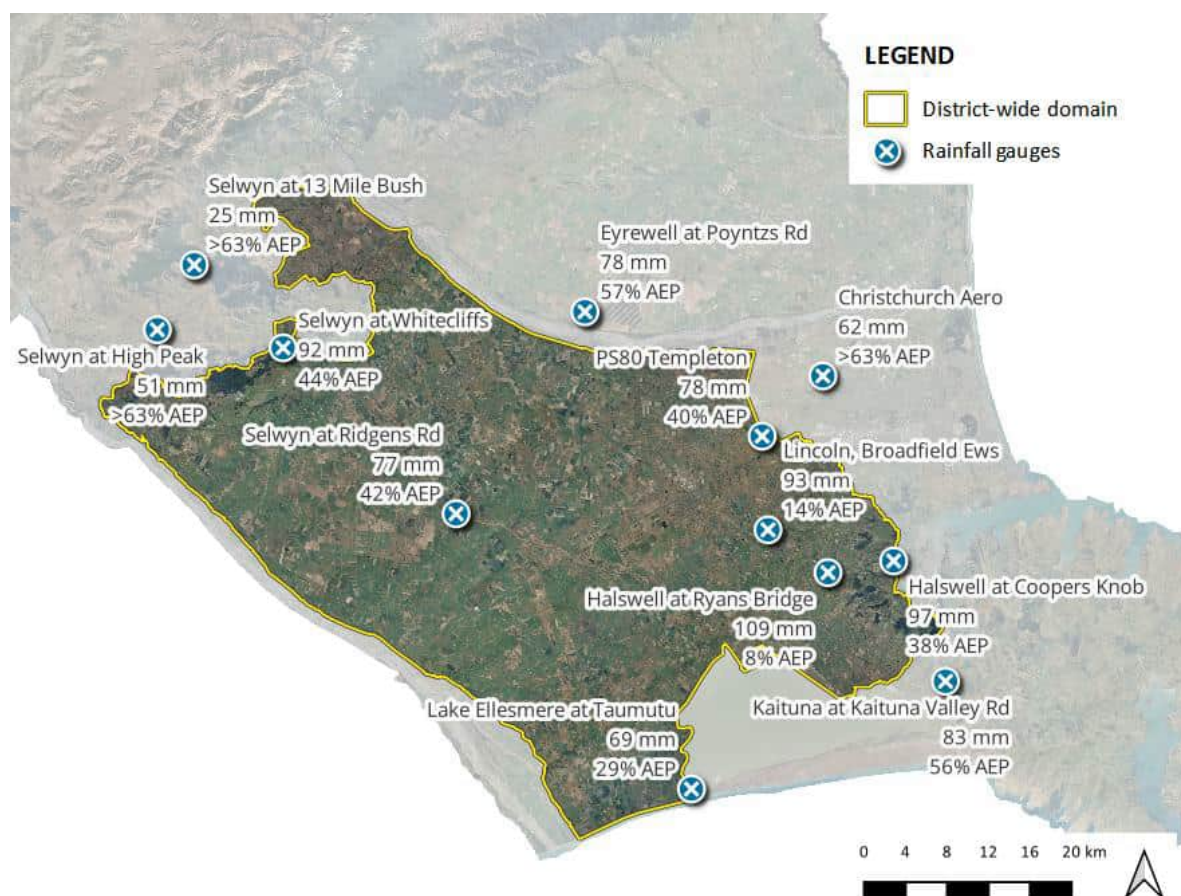 LEGEND
District-wide domain
Rainfall gauges
Selwyn at 13 Mile Bush
25 mm
>63% AEP
Eyrewell at Poyntzs Rd
78 mm
57% AEP
Christchurch Aero
62 mm
>63% AEP
Selwyn at Whitecliffs
92 mm
44% AEP
Selwyn at High Peak
51 mm
>63% AEP
PS80 Templeton
78 mm
40% AEP
Selwyn at Ridgens Rd
77 mm
42% AEP
Lincoln, Broadfield Ews
93 mm
14% AEP
Halswell at Ryans Bridge
109 mm
8% AEP
Halswell at Coopers Knob
97 mm
38% AEP
Lake Ellesmere at Taumutu
69 mm
29% AEP
Kaituna at Kaituna Valley Rd
83 mm
56% AEP
0 4 8 12 16 20 km